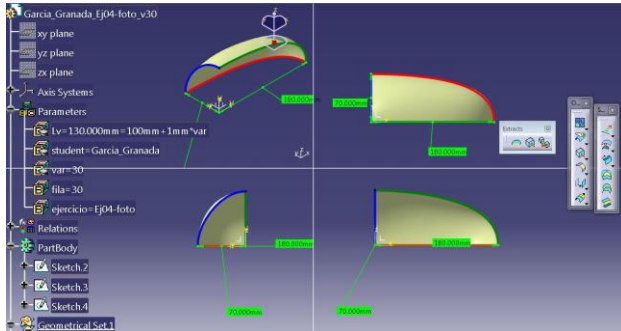 Garcia_Granada_Ej04-foto_v30
xy plane
yz plane
zx plane
Axis Systems
Parameters
Lv=130.000mm=100mm+1mm*var
student=Garcia_Granada
var=30
fila=30
ejercicio=Ej04-foto
Relations
PartBody
Sketch.2
Sketch.3
Sketch.4
Geometrical Set.1
180.000mm
70.000mm
180.000mm
Extracts
180.000mm
70.000mm
180.000mm
70.000mm